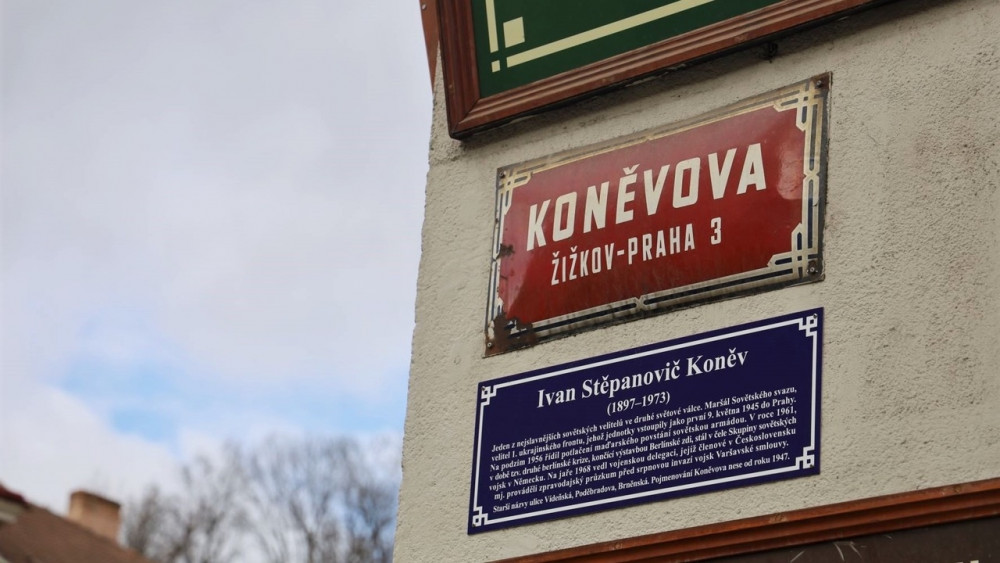 KONĚVOVA
ŽIŽKOV-PRAHA 3
Ivan Stěpanovič Koněv
(1897–1973)
Jeden z nejslavnějších sovětských velitelů ve druhé světové válce. Maršál Sovětského svazu,
velitel 1. ukrajinského frontu, jehož jednotky vstoupily jako první 9. května 1945 do Prahy.
Na podzim 1956 řídil potlačení maďarského povstání sovětskou armádou. V roce 1961,
v době tzv. druhé berlínské krize, končící výstavbou Berlínské zdi, stál v čele Skupiny sovětských
vojsk v Německu. Na jaře 1968 vedl vojenskou delegaci, jejíž členové v Československu
mj. prováděli zpravodajský průzkum před srpnovou invazí vojsk Varšavské smlouvy.
Starší názvy ulice Vídeňská, Poděbradova, Brněnská. Pojmenování Koněvova nese od roku 1947.